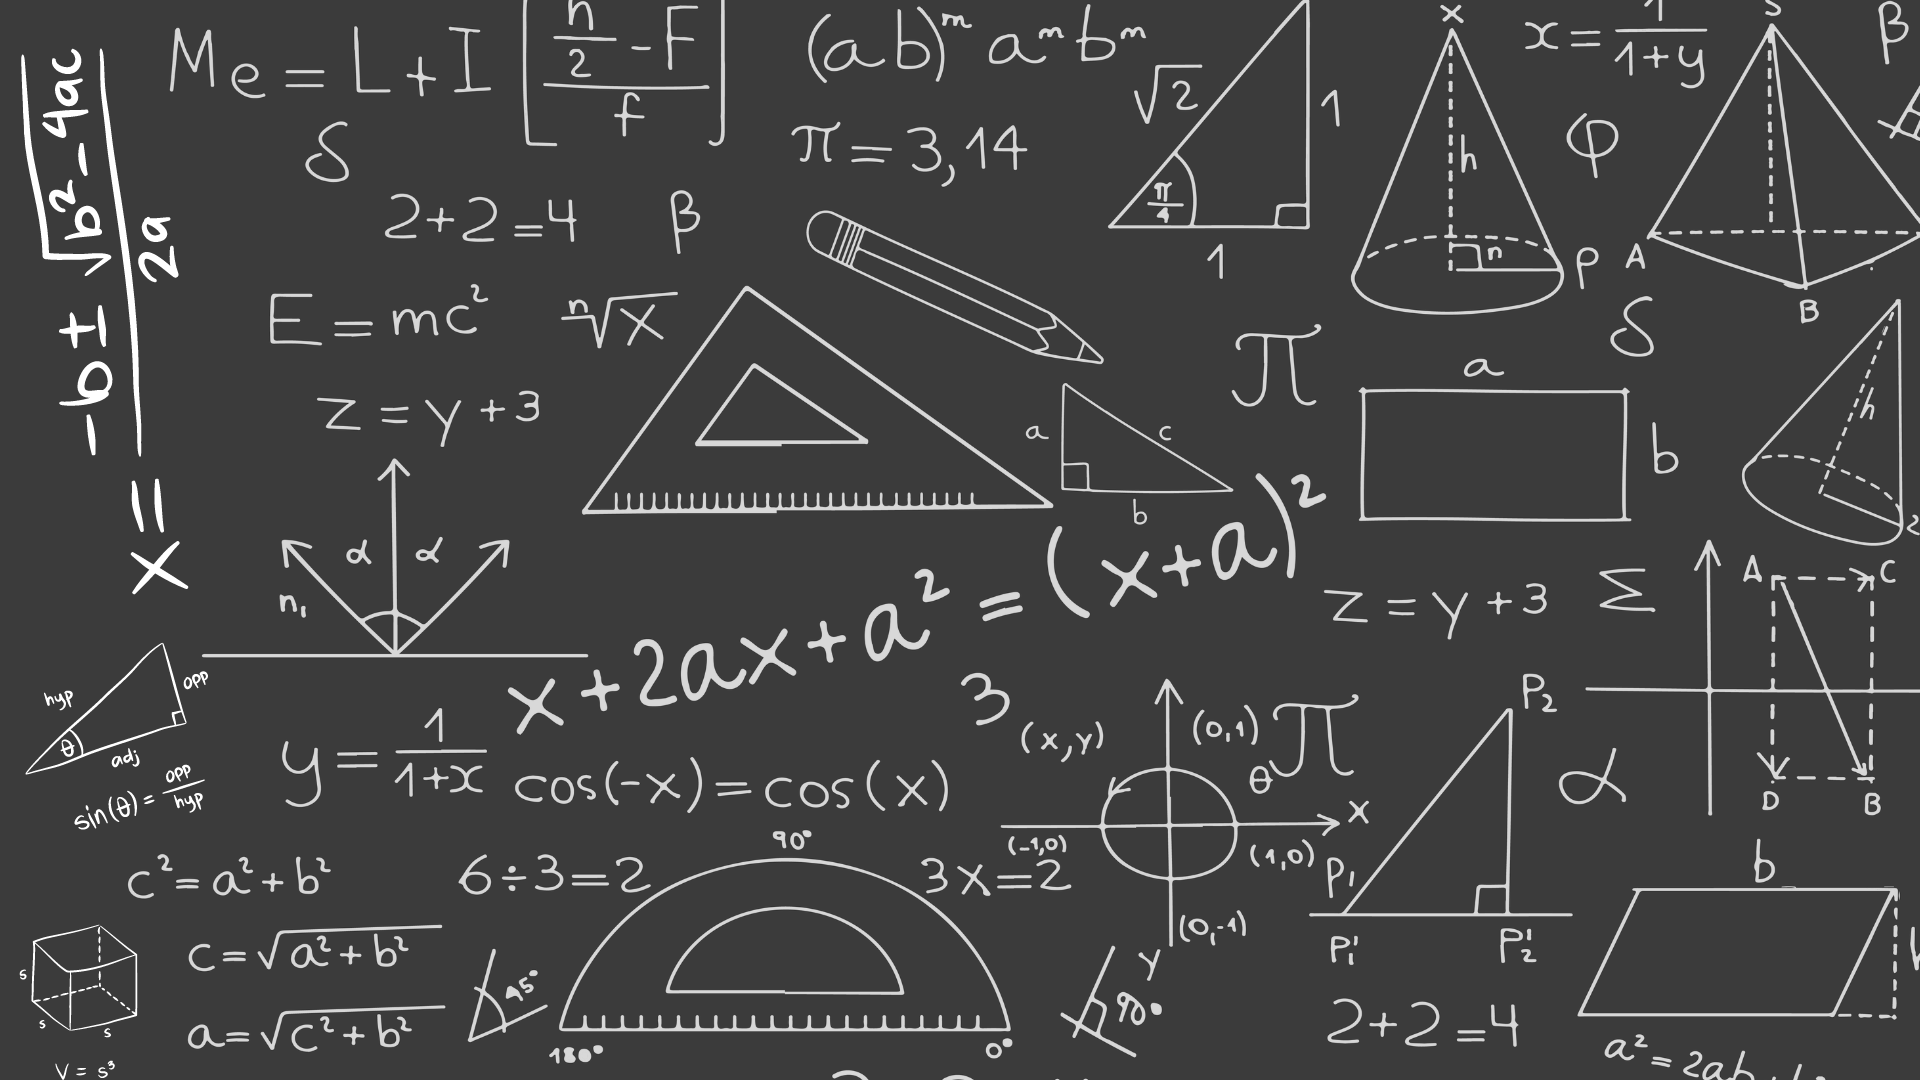 x = -b ± √b² - 4ac / 2a
Me = L + I [n/2 - F / f]
(ab)ᵐ aᵐbᵐ
√2
1
π/4
1
x
h
n
P
x = 1/1+y
S
A
B
β
δ
π = 3,14
φ
2+2=4
β
E = mc²
ⁿ√x
z = y + 3
π
a
b
c
a
b
δ
h
α α
n₁
x + 2ax + a² = (x+a)²
z = y + 3
Σ
A C
D B
hyp
opp
θ
adj
sin(θ) = opp/hyp
y = 1/1+x
cos(-x) = cos(x)
3
(x,y)
(0,1)
π
θ
x
(-1,0)
(1,0)
(0,-1)
y
P₂
P₁
P₁'
P₂'
α
c² = a² + b²
6÷3=2
90°
180°
0°
3x=2
b
c = √a² + b²
a = √c² + b²
45°
90°
2+2=4
s
s
s
V = s³
a² = 2ab